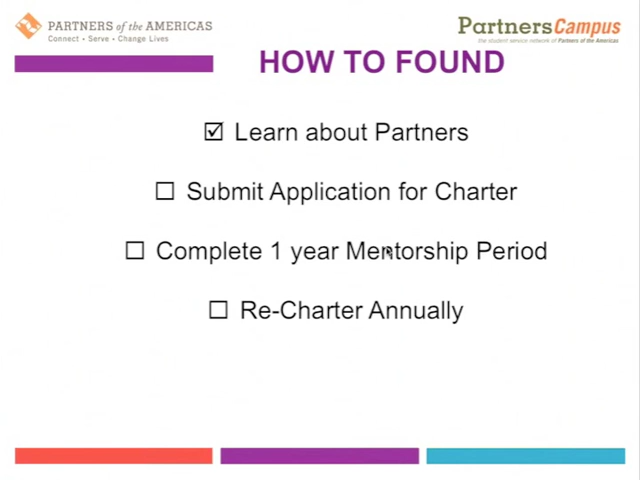 PARTNERS of the AMERICAS
Connect • Serve • Change Lives
PartnersCampus
the student service network of Partners of the Americas
HOW TO FOUND
☑ Learn about Partners
☐ Submit Application for Charter
☐ Complete 1 year Mentorship Period
☐ Re-Charter Annually